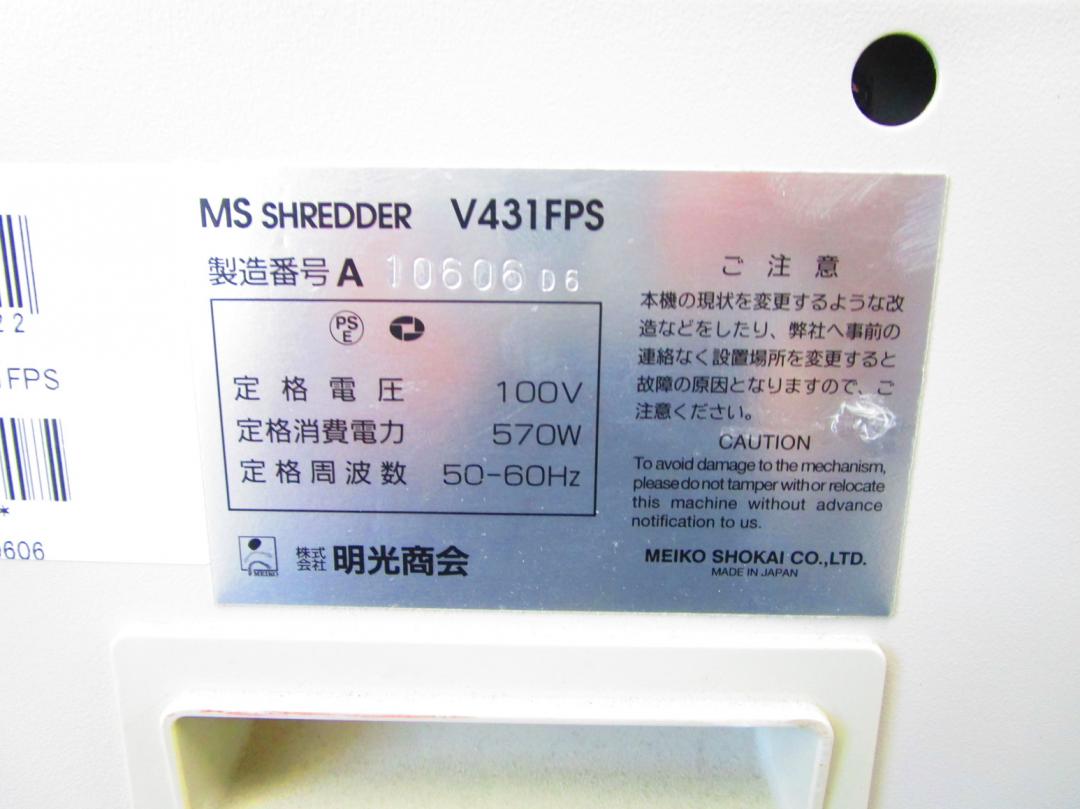 MS SHREDDER V431FPS
製造番号 A 10606 D6
PS
E
定格電圧 100V
定格消費電力 570W
定格周波数 50-60Hz
MEIKO
株式会社 明光商会
ご注意
本機の現状を変更するような改
造などをしたり、弊社へ事前の
連絡なく設置場所を変更すると
故障の原因となりますので、ご
注意ください。
CAUTION
To avoid damage to the mechanism,
please do not tamper with or relocate
this machine without advance
notification to us.
MEIKO SHOKAI CO.,LTD.
MADE IN JAPAN
22
FPS
*
0606